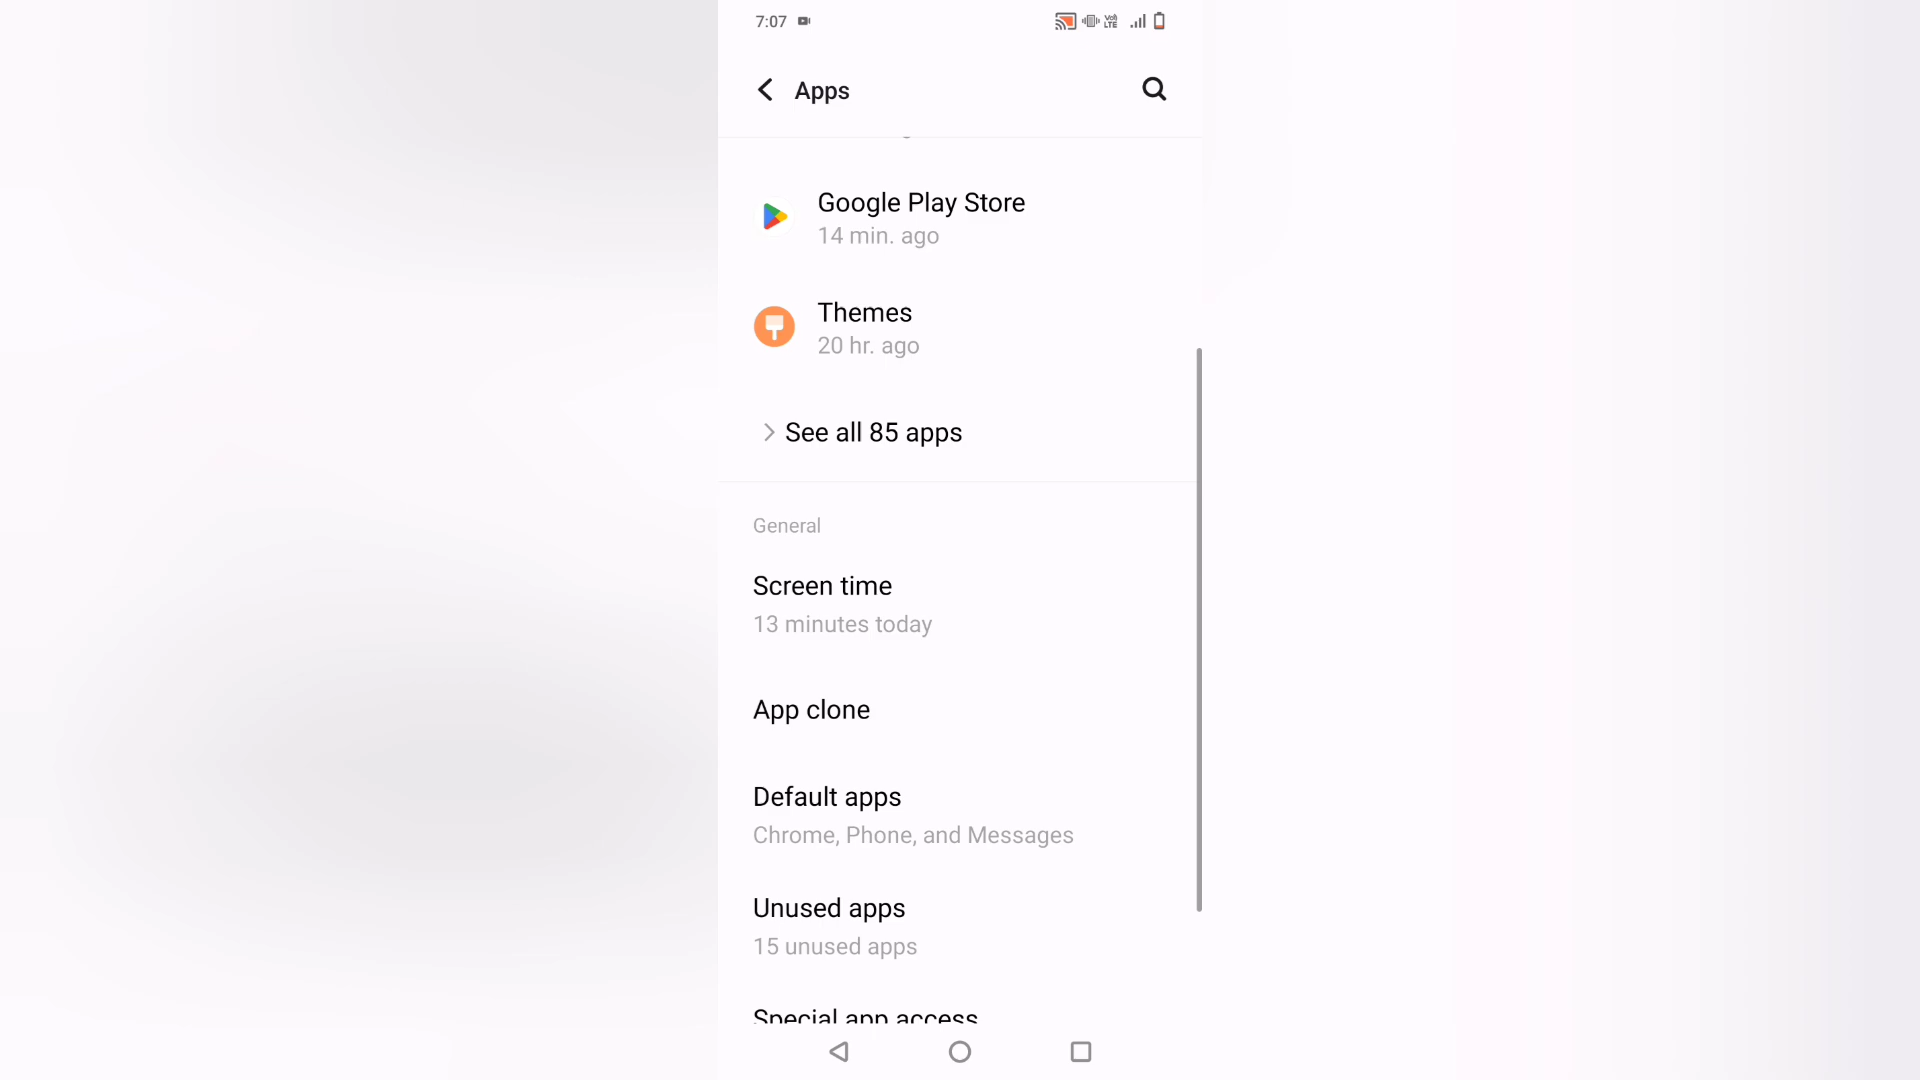 7:07
Vo) LTE
Apps
Google Play Store
14 min. ago
Themes
20 hr. ago
See all 85 apps
General
Screen time
13 minutes today
App clone
Default apps
Chrome, Phone, and Messages
Unused apps
15 unused apps
Special app access